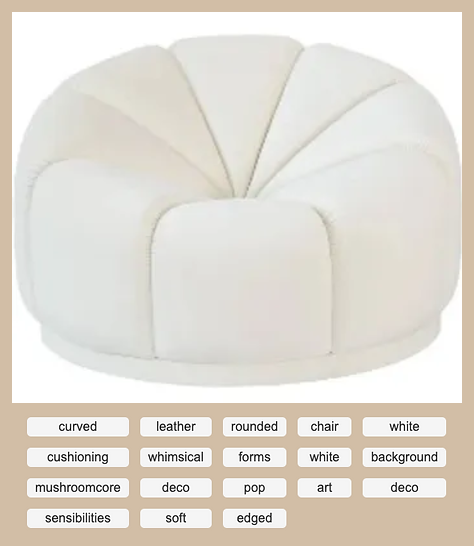 curved leather rounded chair white
cushioning whimsical forms white background
mushroomcore deco pop art deco
sensibilities soft edged